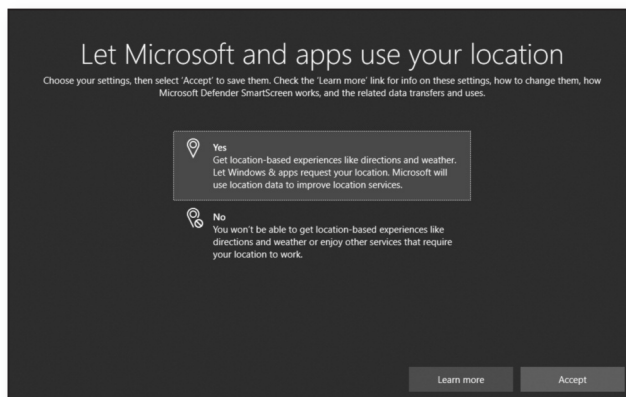 Let Microsoft and apps use your location
Choose your settings, then select 'Accept' to save them. Check the 'Learn more' link for info on these settings, how to change them, how
Microsoft Defender SmartScreen works, and the related data transfers and uses.
Yes
Get location-based experiences like directions and weather.
Let Windows & apps request your location. Microsoft will
use location data to improve location services.
No
You won't be able to get location-based experiences like
directions and weather or enjoy other services that require
your location to work.
Learn more
Accept